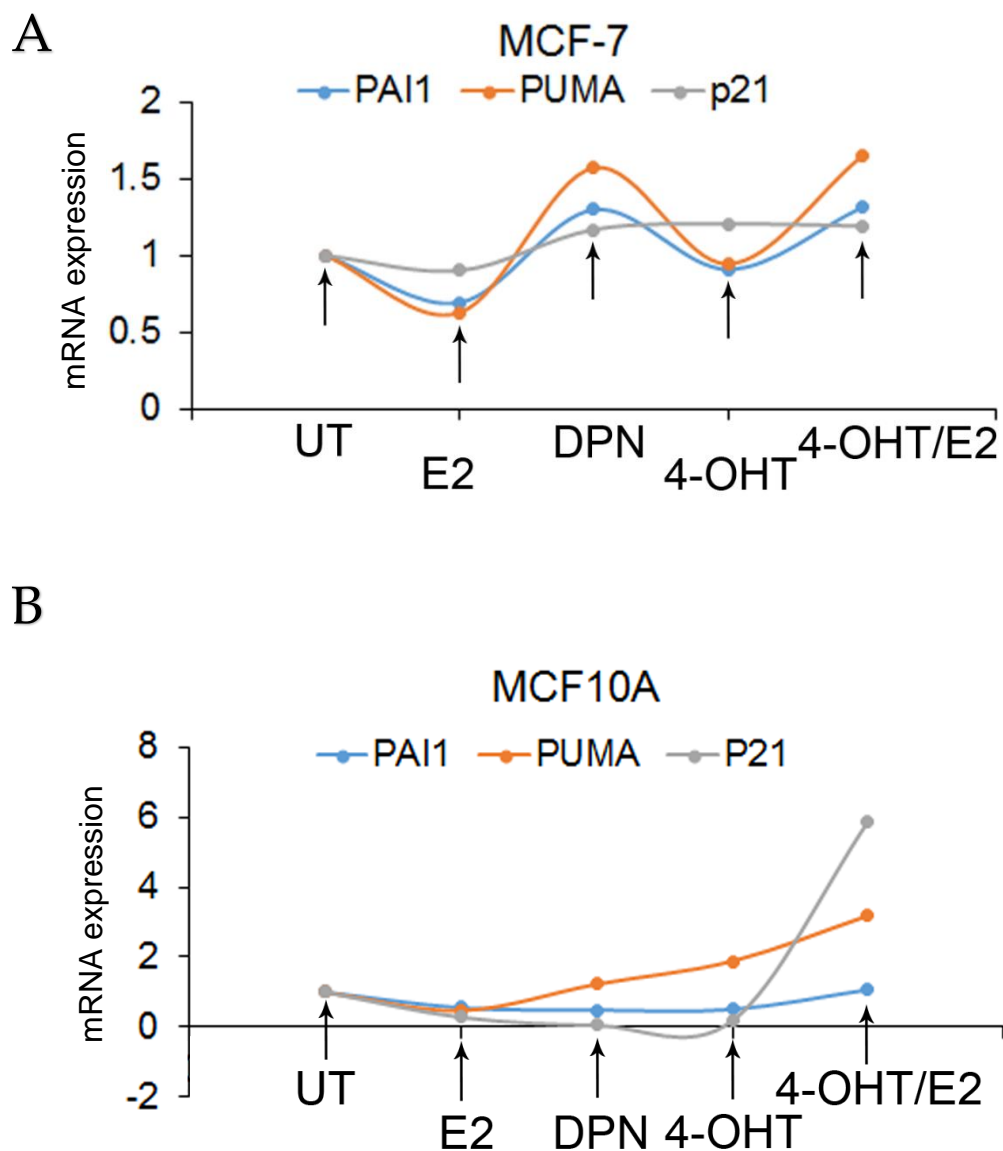 A
MCF-7
PAI1 PUMA p21
2
1.5
1
0.5
0
mRNA expression
UT
E2
DPN
4-OHT
4-OHT/E2
B
MCF10A
PAI1 PUMA P21
8
6
4
2
0
-2
mRNA expression
UT
E2
DPN
4-OHT
4-OHT/E2